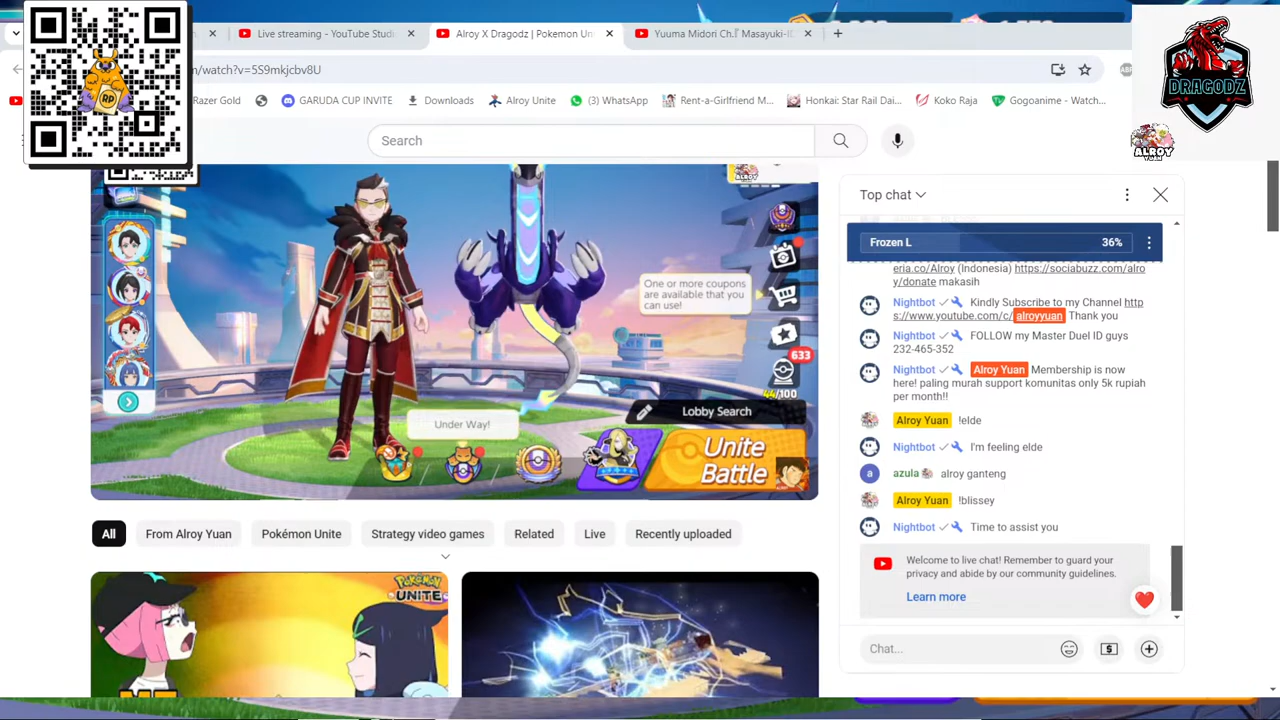 Live streaming - YouTube Studi
Alroy X Dragodz | Pokemon Un
Yuuma Midori Ch.
/watch?v=5S9mkjcbv8U
Razer Gold
GARUDA CUP INVITE
Downloads
Alroy Unite
(3) WhatsApp
Rent-a-Girlfriend M...
Honkai: Star Rail Dai...
Koko Raja
Gogoanime - Watch...
RP
DRAGODZ
ALROY
YUAN
Search
Top chat
Frozen L
36%
eria.co/Alroy (Indonesia) https://sociabuzz.com/alro
y/donate makasih
Nightbot Kindly Subscribe to my Channel http
s://www.youtube.com/c/alroyyuan Thank you
Nightbot FOLLOW my Master Duel ID guys
232-465-352
Nightbot Alroy Yuan Membership is now
here! paling murah support komunitas only 5k rupiah
per month!!
Alroy Yuan !elde
Nightbot I'm feeling elde
a azula alroy ganteng
Alroy Yuan !blissey
Nightbot Time to assist you
Welcome to live chat! Remember to guard your
privacy and abide by our community guidelines.
Learn more
Chat...
ALROY
One or more coupons
are available that you
can use!
633
44/100
Lobby Search
Under Way!
Unite
Battle
All
From Alroy Yuan
Pokémon Unite
Strategy video games
Related
Live
Recently uploaded
POKÉMON
UNITE